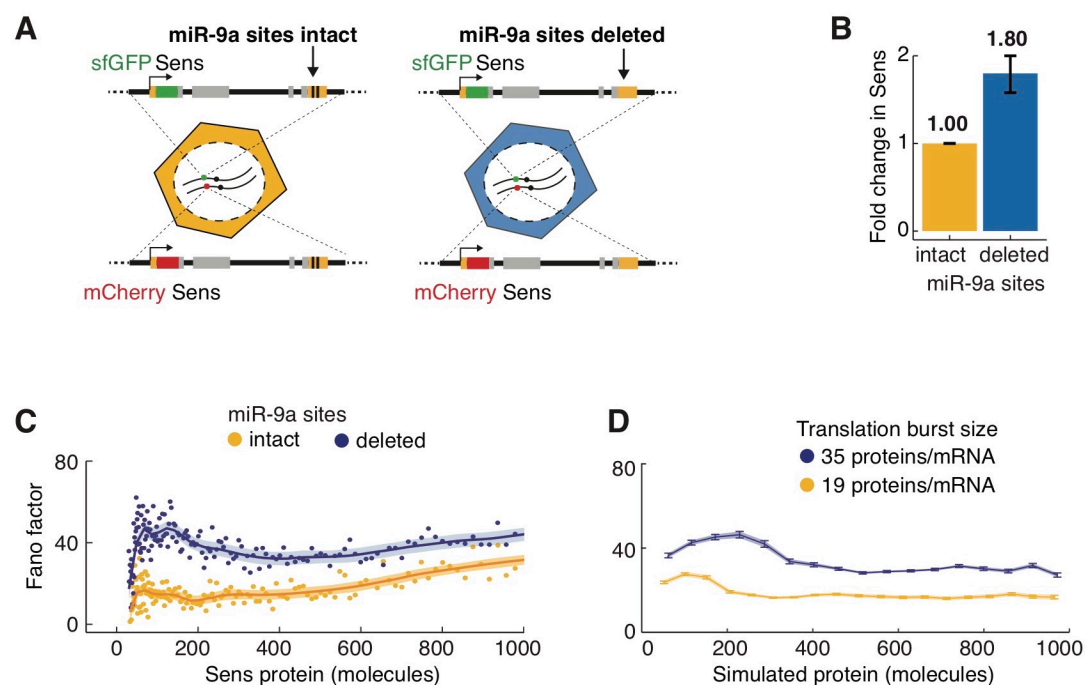 A
miR-9a sites intact
sfGFP Sens
mCherry Sens
miR-9a sites deleted
sfGFP Sens
mCherry Sens
B
Fold change in Sens
2
1
0
1.00
1.80
intact deleted
miR-9a sites
C
miR-9a sites
intact deleted
Fano factor
80
40
0
0 200 400 600 800 1000
Sens protein (molecules)
D
Translation burst size
35 proteins/mRNA
19 proteins/mRNA
80
40
0
0 200 400 600 800 1000
Simulated protein (molecules)